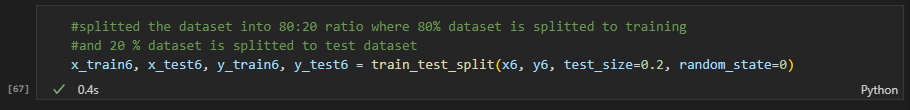 #splitted the dataset into 80:20 ratio where 80% dataset is splitted to training
#and 20 % dataset is splitted to test dataset
x_train6, x_test6, y_train6, y_test6 = train_test_split(x6, y6, test_size=0.2, random_state=0)
[67] ✓ 0.4s Python